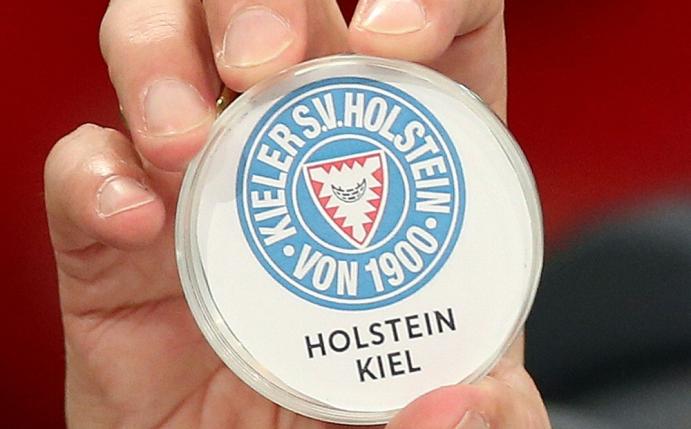 KIELER S.V. HOLSTEIN
• VON 1900 •
HOLSTEIN
KIEL